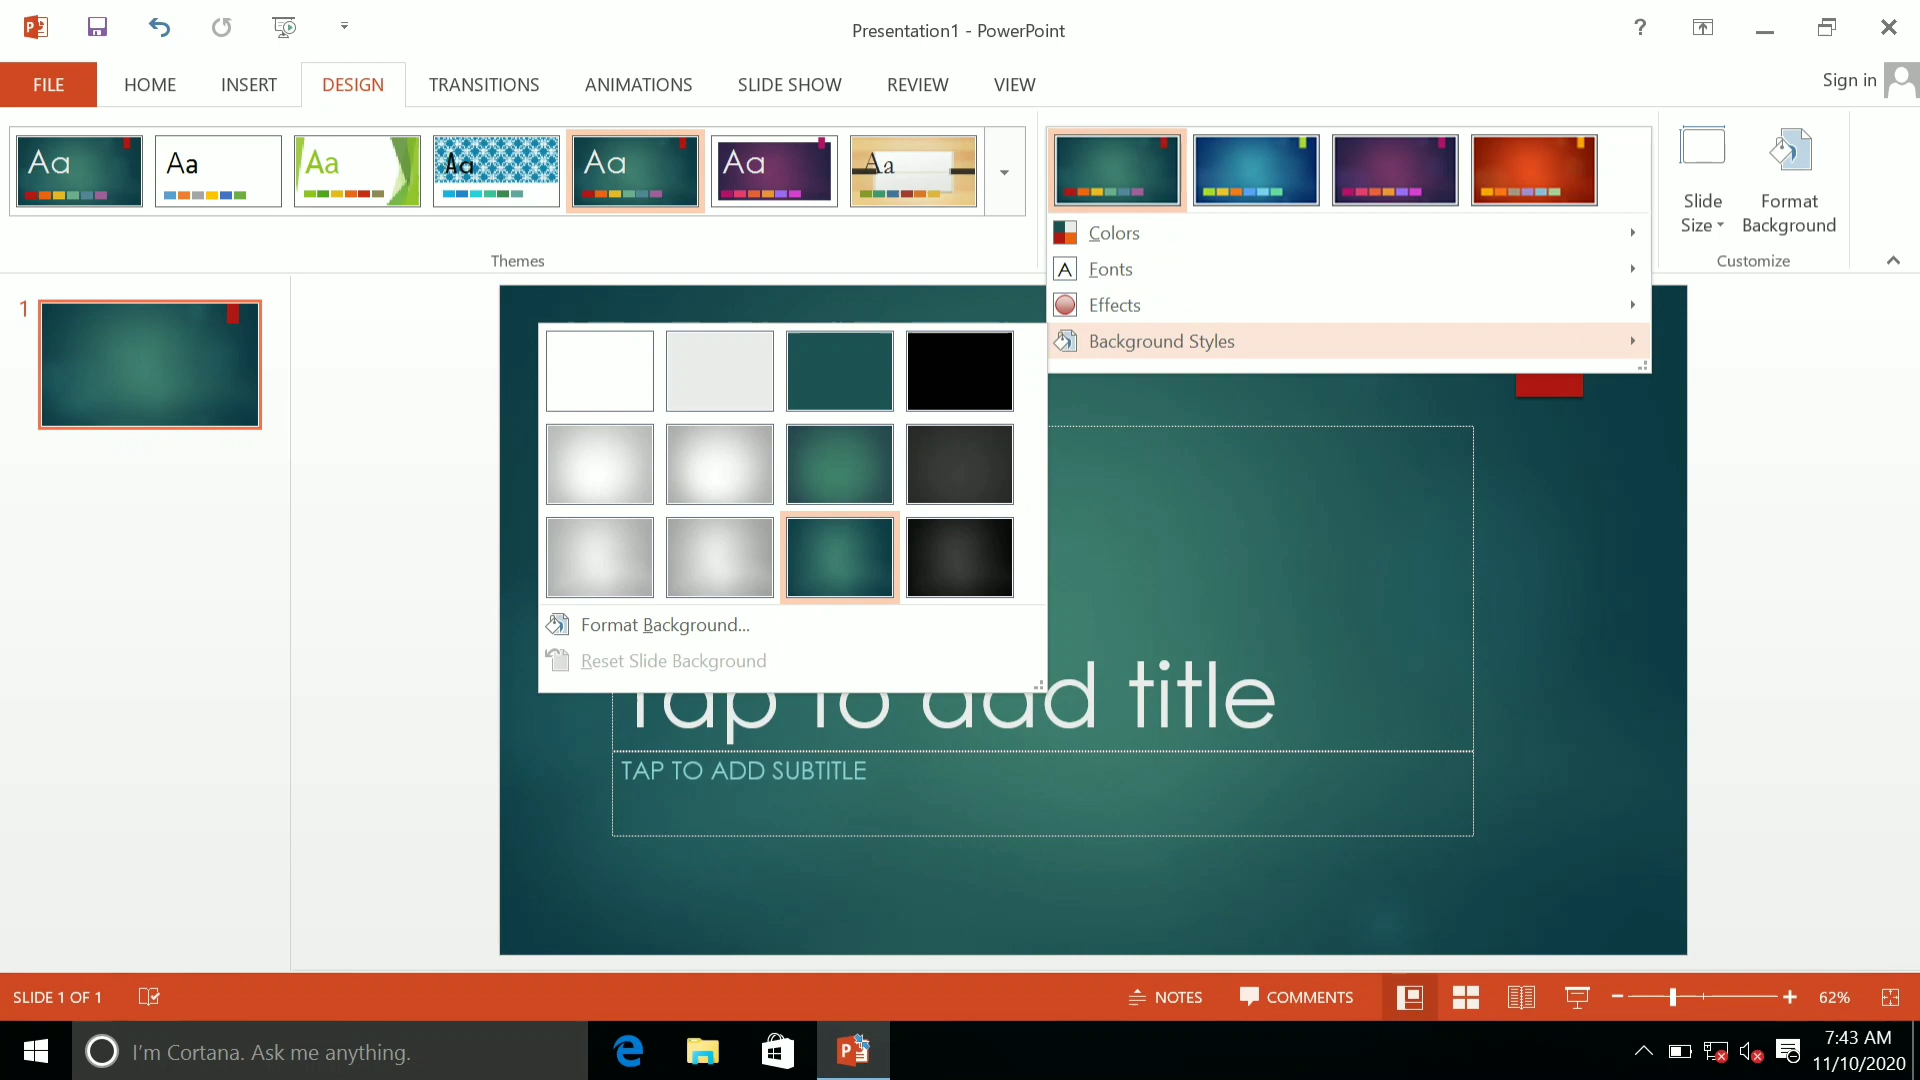 Presentation1 - PowerPoint
?
FILE
HOME
INSERT
DESIGN
TRANSITIONS
ANIMATIONS
SLIDE SHOW
REVIEW
VIEW
Sign in
Aa
Aa
Aa
Aa
Aa
Aa
Aa
Themes
Colors
Fonts
Effects
Background Styles
Slide
Size
Format
Background
Customize
1
Format Background...
Reset Slide Background
Tap to add title
TAP TO ADD SUBTITLE
SLIDE 1 OF 1
NOTES
COMMENTS
62%
I'm Cortana. Ask me anything.
7:43 AM
11/10/2020